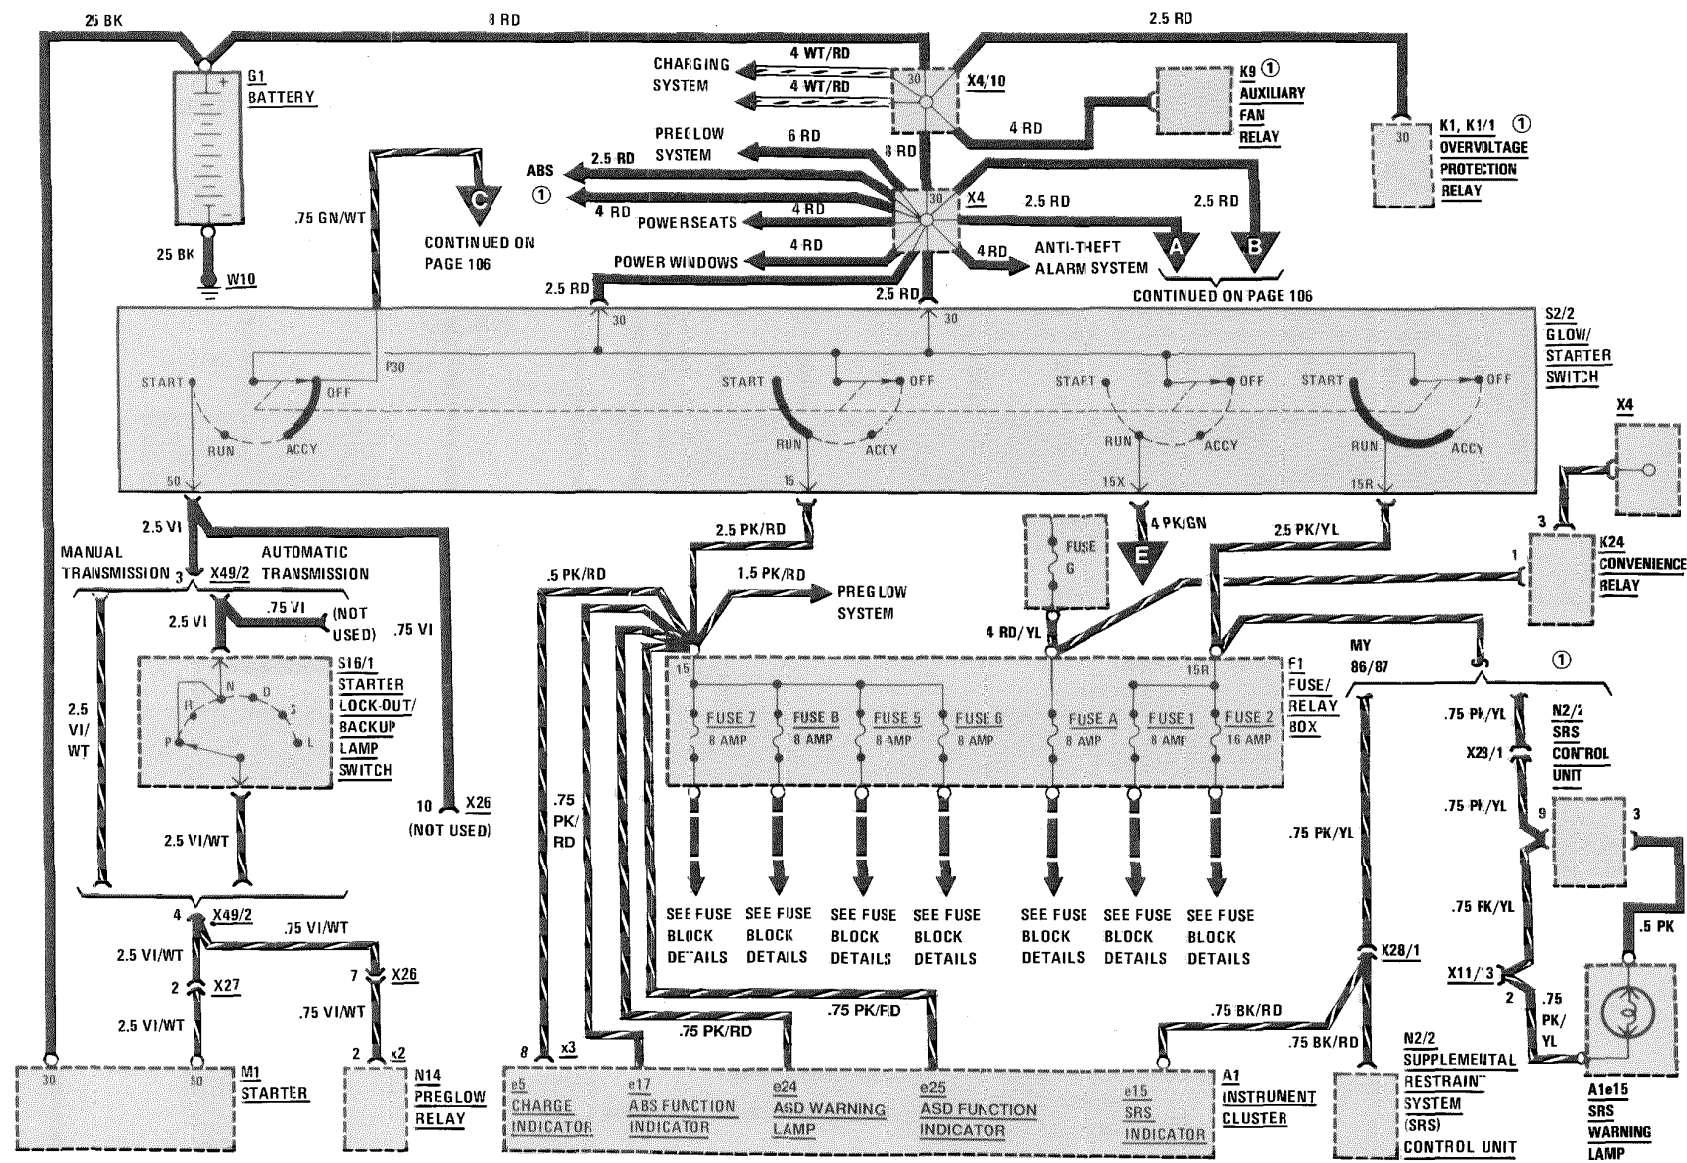 25 BK
8 RD
2.5 RD
G1
BATTERY
+
-
25 BK
W10
CHARGING
SYSTEM
4 WT/RD
4 WT/RD
30
X4/10
K9 ①
AUXILIARY
FAN
RELAY
4 RD
30
K1, K1/1 ①
OVERVOLTAGE
PROTECTION
RELAY
PREGLOW
SYSTEM
6 RD
8 RD
ABS
2.5 RD
①
4 RD
30
X4
POWER SEATS
4 RD
POWER WINDOWS
4 RD
2.5 RD
2.5 RD
2.5 RD
2.5 RD
4 RD
ANTI-THEFT
ALARM SYSTEM
A
B
CONTINUED ON PAGE 106
.75 GN/WT
C
CONTINUED ON
PAGE 106
S2/2
GLOW/
STARTER
SWITCH
30
30
P30
START
OFF
RUN
ACCY
50
START
OFF
RUN
ACCY
15
START
OFF
RUN
ACCY
15X
START
OFF
RUN
ACCY
15R
X4
2.5 VI
MANUAL
TRANSMISSION
3
X49/2
AUTOMATIC
TRANSMISSION
.75 VI
(NOT
USED)
2.5 VI
.75 VI
2.5 PK/RD
.5 PK/RD
1.5 PK/RD
PREGLOW
SYSTEM
FUSE
G
4 PK/GN
E
4 RD/YL
2.5 PK/YL
1
3
K24
CONVENIENCE
RELAY
2.5
VI/
WT
S16/1
STARTER
LOCK-OUT/
BACKUP
LAMP
SWITCH
P
R
N
D
S
L
10
X26
(NOT USED)
2.5 VI/WT
15
15R
F1
FUSE/
RELAY
BOX
FUSE 7
8 AMP
FUSE 8
8 AMP
FUSE 5
8 AMP
FUSE 6
8 AMP
FUSE A
8 AMP
FUSE 1
8 AMP
FUSE 2
16 AMP
SEE FUSE
BLOCK
DETAILS
SEE FUSE
BLOCK
DETAILS
SEE FUSE
BLOCK
DETAILS
SEE FUSE
BLOCK
DETAILS
SEE FUSE
BLOCK
DETAILS
SEE FUSE
BLOCK
DETAILS
SEE FUSE
BLOCK
DETAILS
MY
86/87
①
.75 PK/YL
X28/1
.75 PK/YL
N2/2
SRS
CONTROL
UNIT
9
3
.75 PK/YL
.75 PK/YL
.5 PK
X28/1
X11/13
2
.75
PK/
YL
.75
PK/
RD
4
X49/2
.75 VI/WT
2.5 VI/WT
2
X27
7
X26
2.5 VI/WT
.75 VI/WT
2
x2
30
50
M1
STARTER
N14
PREGLOW
RELAY
.75 PK/RD
.75 PK/RD
.75 BK/RD
.75 BK/RD
8
x3
e5
CHARGE
INDICATOR
e17
ABS FUNCTION
INDICATOR
e24
ASD WARNING
LAMP
e25
ASD FUNCTION
INDICATOR
e15
SRS
INDICATOR
A1
INSTRUMENT
CLUSTER
N2/2
SUPPLEMENTAL
RESTRAINT
SYSTEM
(SRS)
CONTROL UNIT
A1e15
SRS
WARNING
LAMP